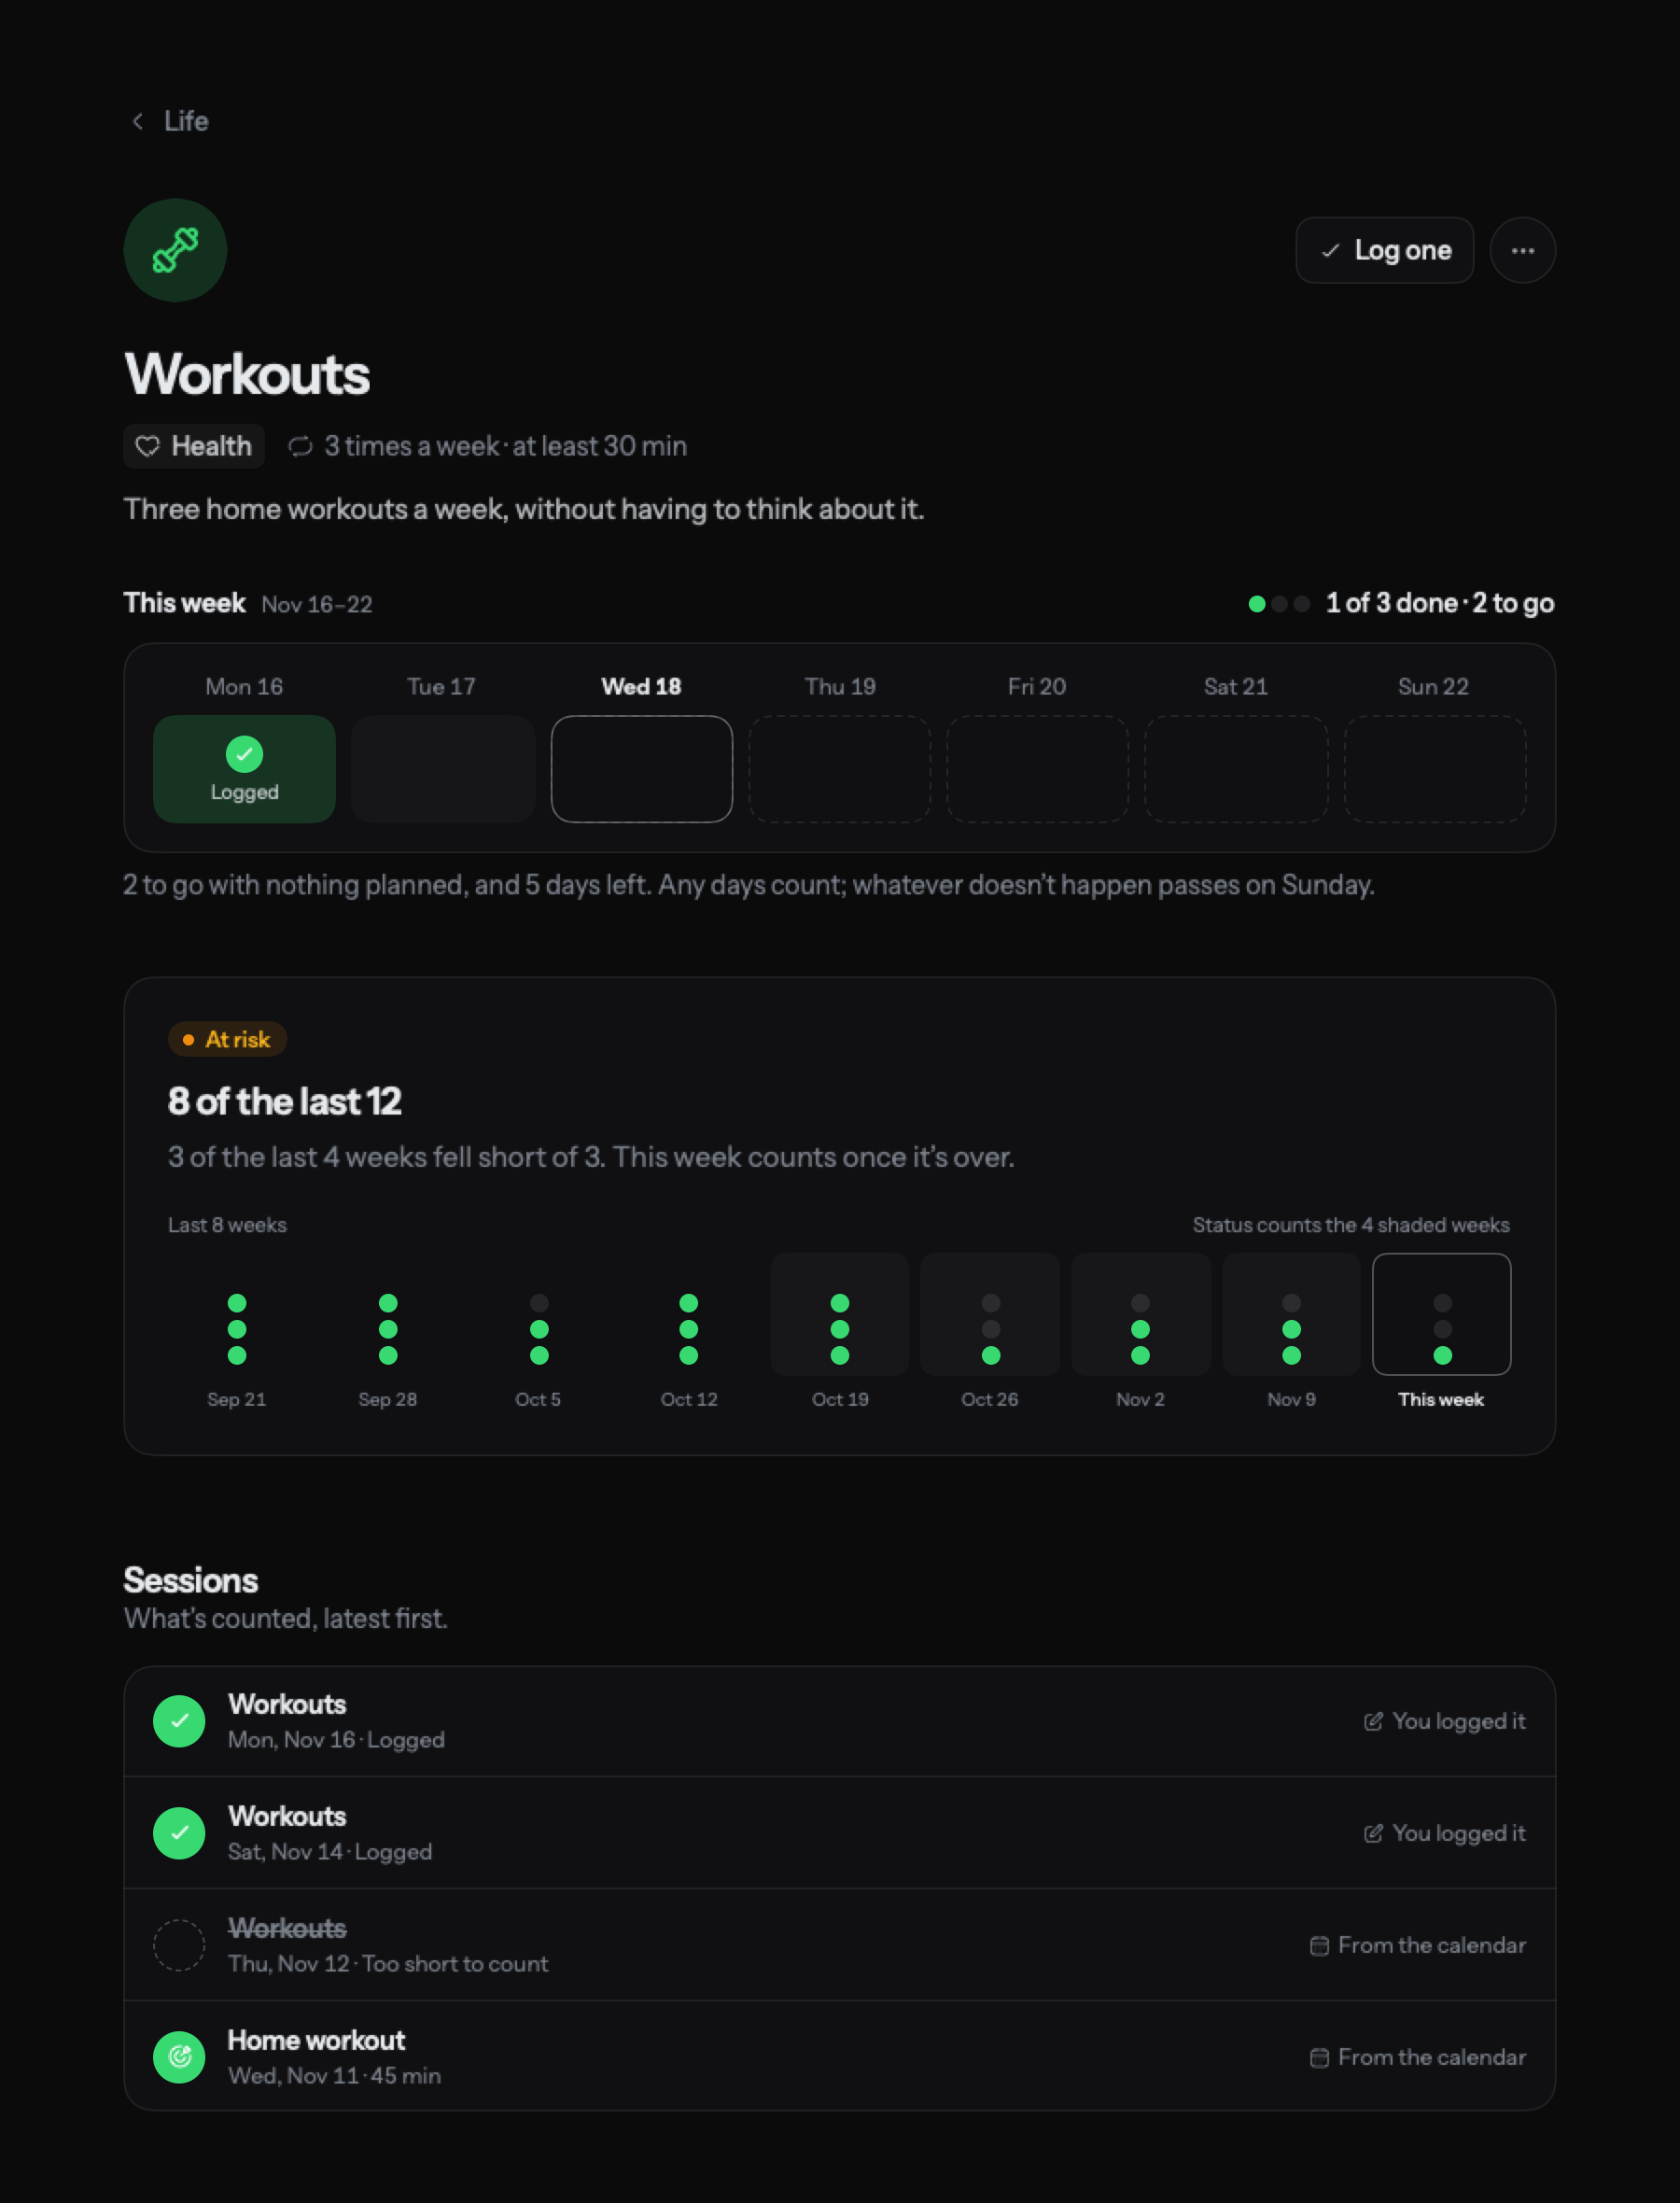 Life
Log one
Workouts
Health 3 times a week · at least 30 min
Three home workouts a week, without having to think about it.
This week Nov 16–22 1 of 3 done · 2 to go
Mon 16 Tue 17 Wed 18 Thu 19 Fri 20 Sat 21 Sun 22
Logged
2 to go with nothing planned, and 5 days left. Any days count; whatever doesn’t happen passes on Sunday.
At risk
8 of the last 12
3 of the last 4 weeks fell short of 3. This week counts once it’s over.
Last 8 weeks Status counts the 4 shaded weeks
Sep 21 Sep 28 Oct 5 Oct 12 Oct 19 Oct 26 Nov 2 Nov 9 This week
Sessions
What’s counted, latest first.
Workouts
Mon, Nov 16 · Logged You logged it
Workouts
Sat, Nov 14 · Logged You logged it
Workouts
Thu, Nov 12 · Too short to count From the calendar
Home workout
Wed, Nov 11 · 45 min From the calendar